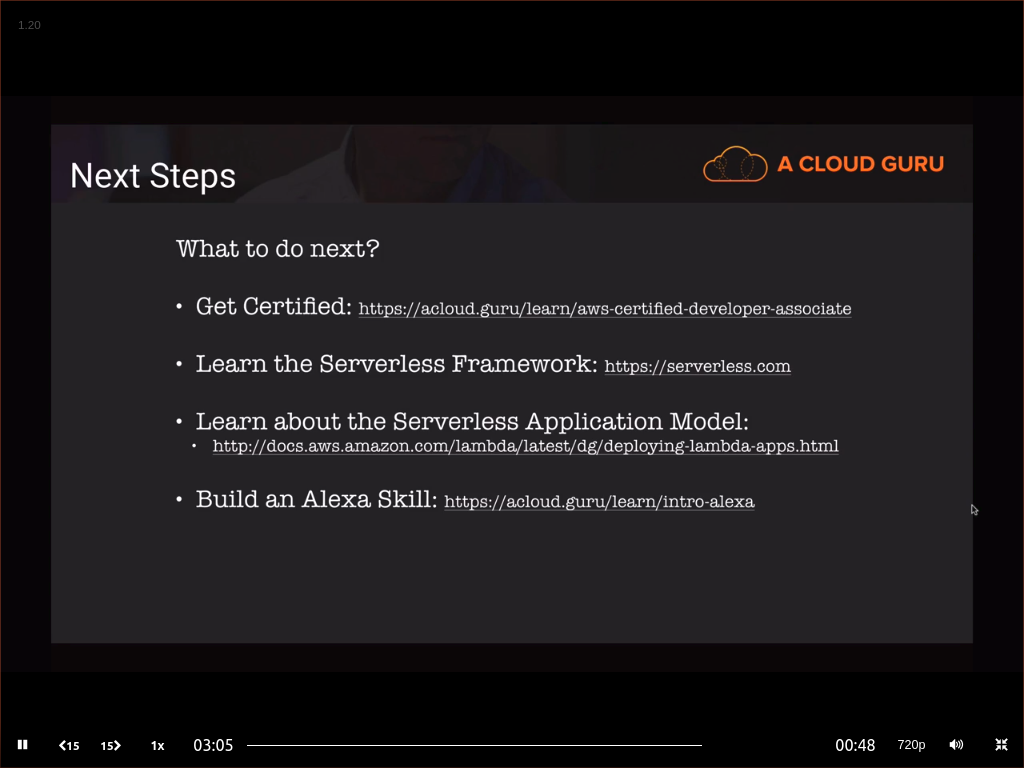 1.20
Next Steps
A CLOUD GURU
What to do next?
• Get Certified: https://acloud.guru/learn/aws-certified-developer-associate
• Learn the Serverless Framework: https://serverless.com
• Learn about the Serverless Application Model:
• http://docs.aws.amazon.com/lambda/latest/dg/deploying-lambda-apps.html
• Build an Alexa Skill: https://acloud.guru/learn/intro-alexa
15 15 1x 03:05 00:48 720p